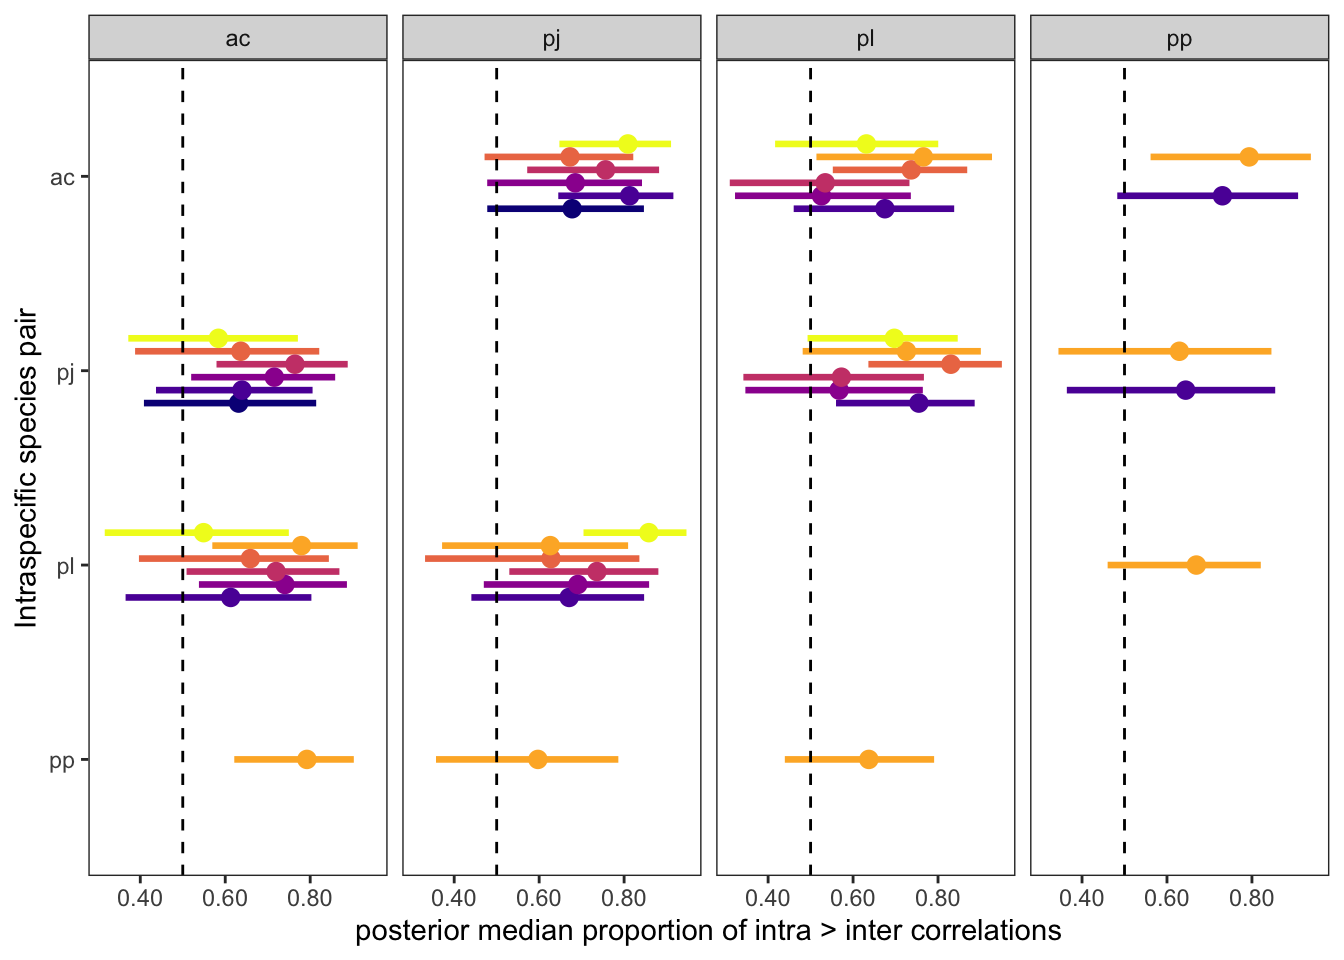 ac pj pl pp
Intraspecific species pair
ac
pj
pl
pp
0.40 0.60 0.80 0.40 0.60 0.80 0.40 0.60 0.80 0.40 0.60 0.80
posterior median proportion of intra > inter correlations